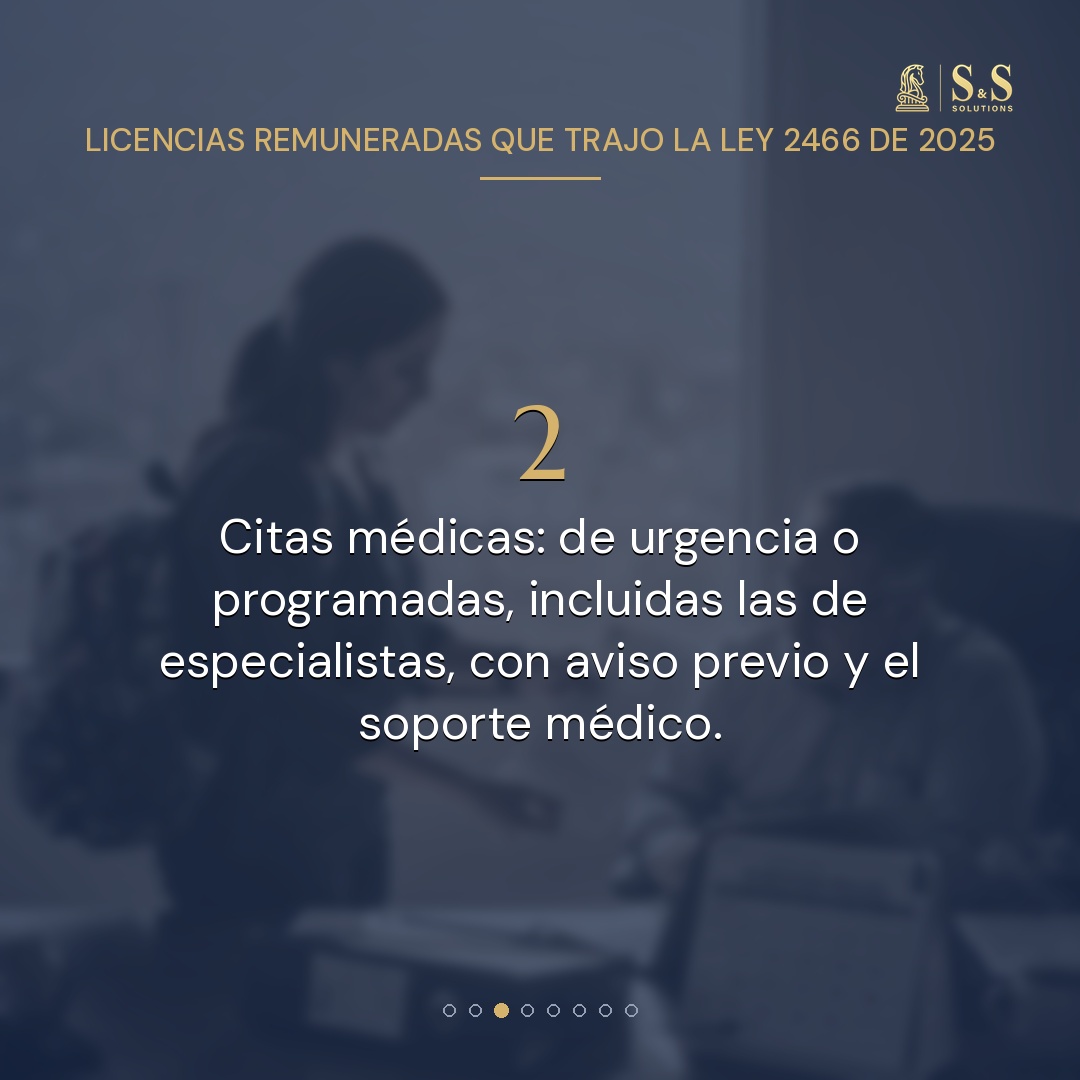 S&S
SOLUTIONS
LICENCIAS REMUNERADAS QUE TRAJO LA LEY 2466 DE 2025
2
Citas médicas: de urgencia o
programadas, incluidas las de
especialistas, con aviso previo y el
soporte médico.